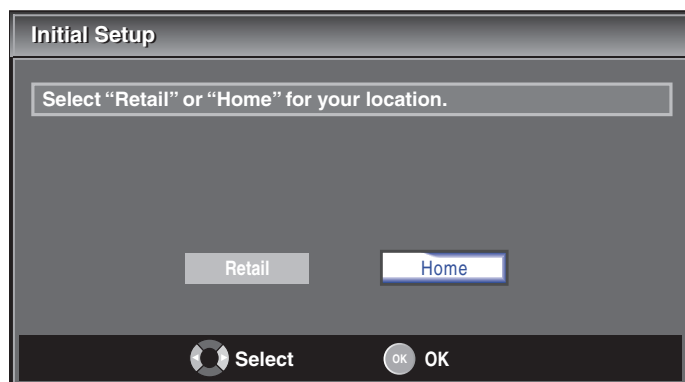 Initial Setup
Select “Retail” or “Home” for your location.
Retail Home
Select OK OK